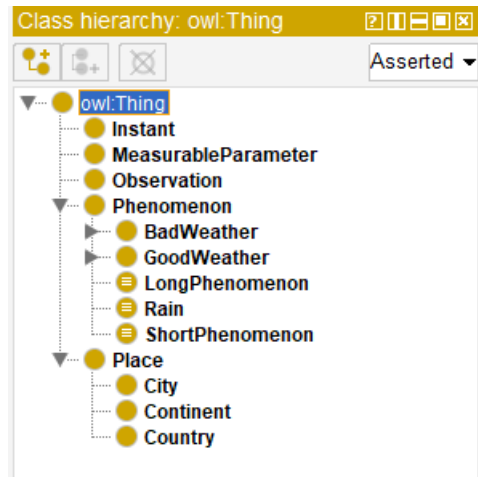 Class hierarchy: owl:Thing
Asserted
owl:Thing
Instant
MeasurableParameter
Observation
Phenomenon
BadWeather
GoodWeather
LongPhenomenon
Rain
ShortPhenomenon
Place
City
Continent
Country